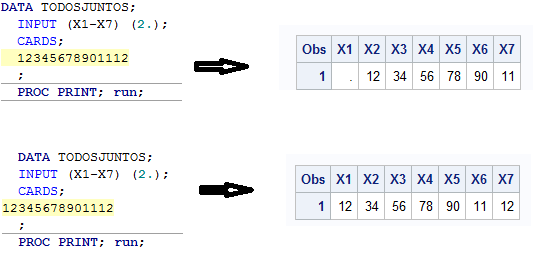 DATA TODOSJUNTOS;
INPUT (X1-X7) (2.);
CARDS;
12345678901112
;
PROC PRINT; run;
Obs X1 X2 X3 X4 X5 X6 X7
1 . 12 34 56 78 90 11
DATA TODOSJUNTOS;
INPUT (X1-X7) (2.);
CARDS;
12345678901112
;
PROC PRINT; run;
Obs X1 X2 X3 X4 X5 X6 X7
1 12 34 56 78 90 11 12